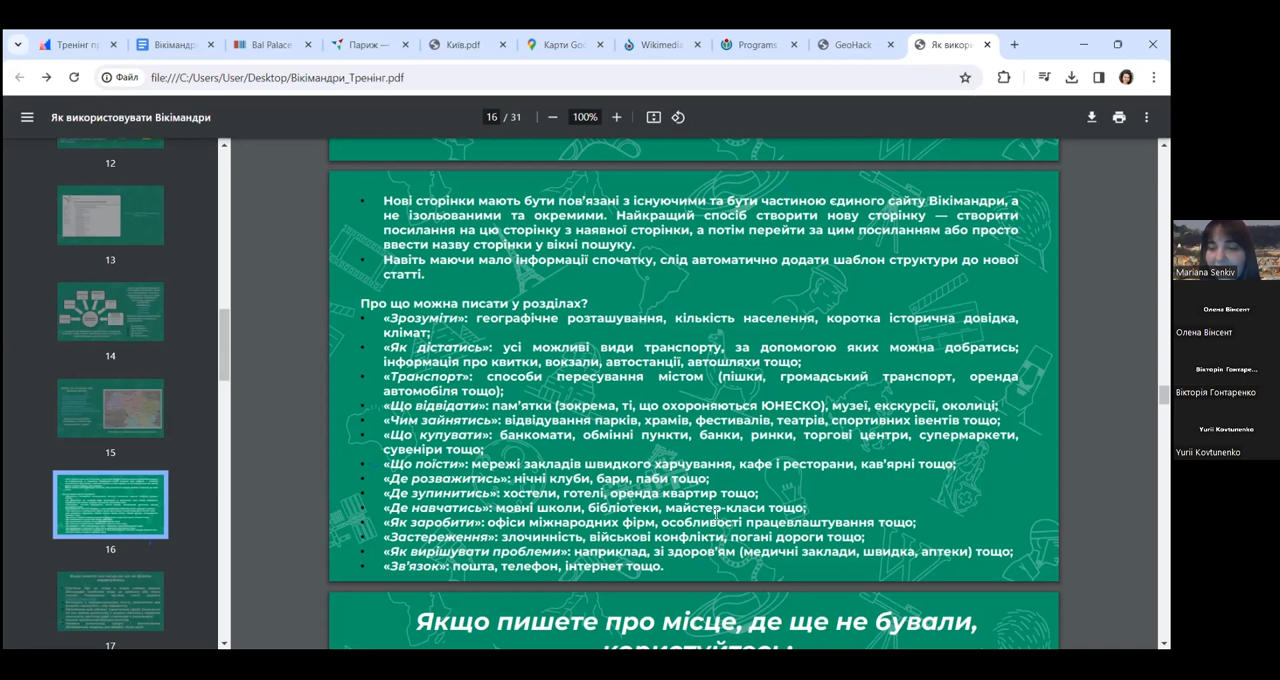 Тренінг п
Вікіманд
Bal Palace
Париж —
Київ.pdf
Карти Goo
Wikimedia
Programs
GeoHack
Як викори
Файл
file:///C:/Users/User/Desktop/Вікімандри_Тренінг.pdf
Як використовувати Вікімандри
16 / 31
100%
12
13
14
15
16
17
• Нові сторінки мають бути пов'язані з існуючими та бути частиною єдиного сайту Вікімандри, а
не ізольованими та окремими. Найкращий спосіб створити нову сторінку — створити
посилання на цю сторінку з наявної сторінки, а потім перейти за цим посиланням або просто
ввести назву сторінки у вікні пошуку.
• Навіть маючи мало інформації спочатку, слід автоматично додати шаблон структури до нової
статті.
Про що можна писати у розділах?
• «Зрозуміти»: географічне розташування, кількість населення, коротка історична довідка,
клімат;
• «Як дістатись»: усі можливі види транспорту, за допомогою яких можна добратись;
інформація про квитки, вокзали, автостанції, автошляхи тощо;
• «Транспорт»: способи пересування містом (пішки, громадський транспорт, оренда
автомобіля тощо);
• «Що відвідати»: пам'ятки (зокрема, ті, що охороняються ЮНЕСКО), музеї, екскурсії, околиці;
• «Чим зайнятись»: відвідування парків, храмів, фестивалів, театрів, спортивних івентів тощо;
• «Що купувати»: банкомати, обмінні пункти, банки, ринки, торгові центри, супермаркети,
сувеніри тощо;
• «Що поїсти»: мережі закладів швидкого харчування, кафе і ресторани, кав'ярні тощо;
• «Де розважитись»: нічні клуби, бари, паби тощо;
• «Де зупинитись»: хостели, готелі, оренда квартир тощо;
• «Де навчатись»: мовні школи, бібліотеки, майстер-класи тощо;
• «Як заробити»: офіси міжнародних фірм, особливості працевлаштування тощо;
• «Застереження»: злочинність, військові конфлікти, погані дороги тощо;
• «Як вирішувати проблеми»: наприклад, зі здоров'ям (медичні заклади, швидка, аптеки) тощо;
• «Зв'язок»: пошта, телефон, інтернет тощо.
Якщо пишете про місце, де ще не бували,
користуйтесь:
Mariana Senkiv
Олена Вінсент
Олена Вінсент
Вікторія Гонтаре...
Вікторія Гонтаренко
Yurii Kovtunenko
Yurii Kovtunenko